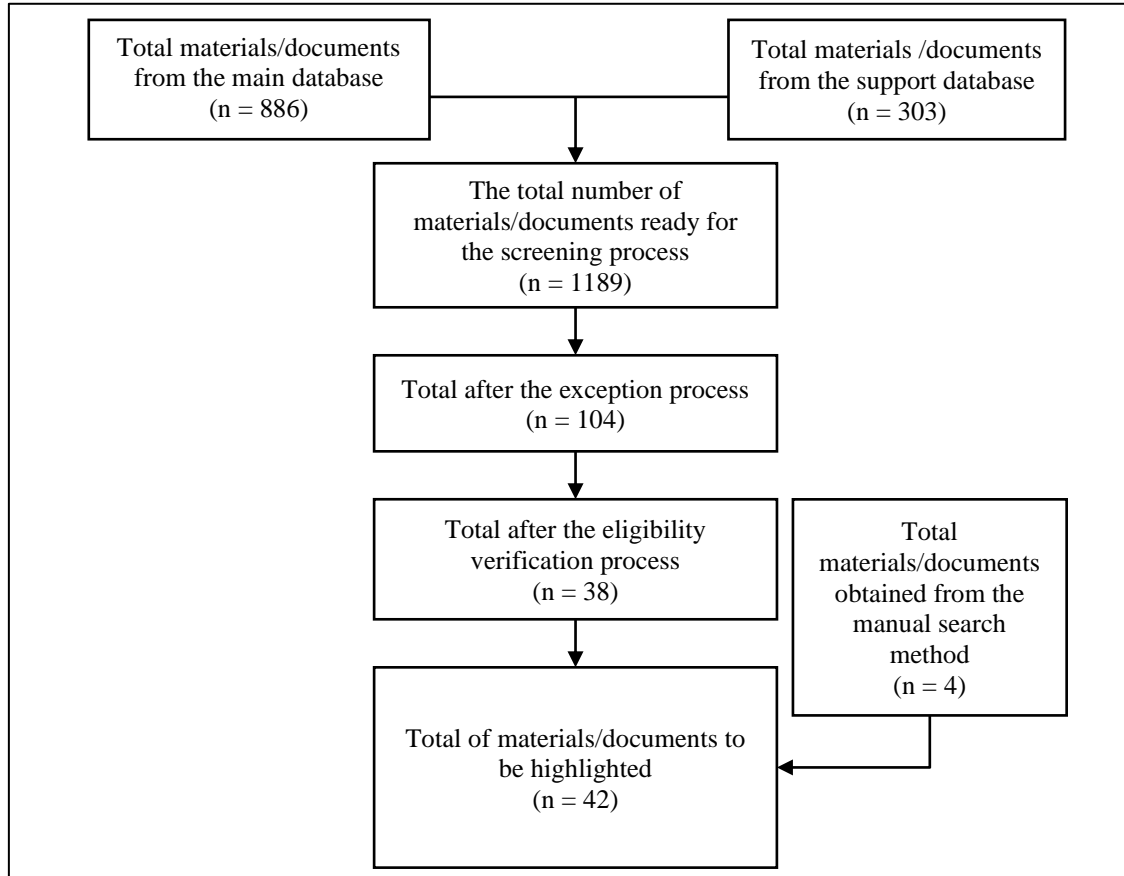 Total materials/documents
from the main database
(n = 886)
Total materials /documents
from the support database
(n = 303)
The total number of
materials/documents ready for
the screening process
(n = 1189)
Total after the exception process
(n = 104)
Total after the eligibility
verification process
(n = 38)
Total
materials/documents
obtained from the
manual search
method
(n = 4)
Total of materials/documents to
be highlighted
(n = 42)